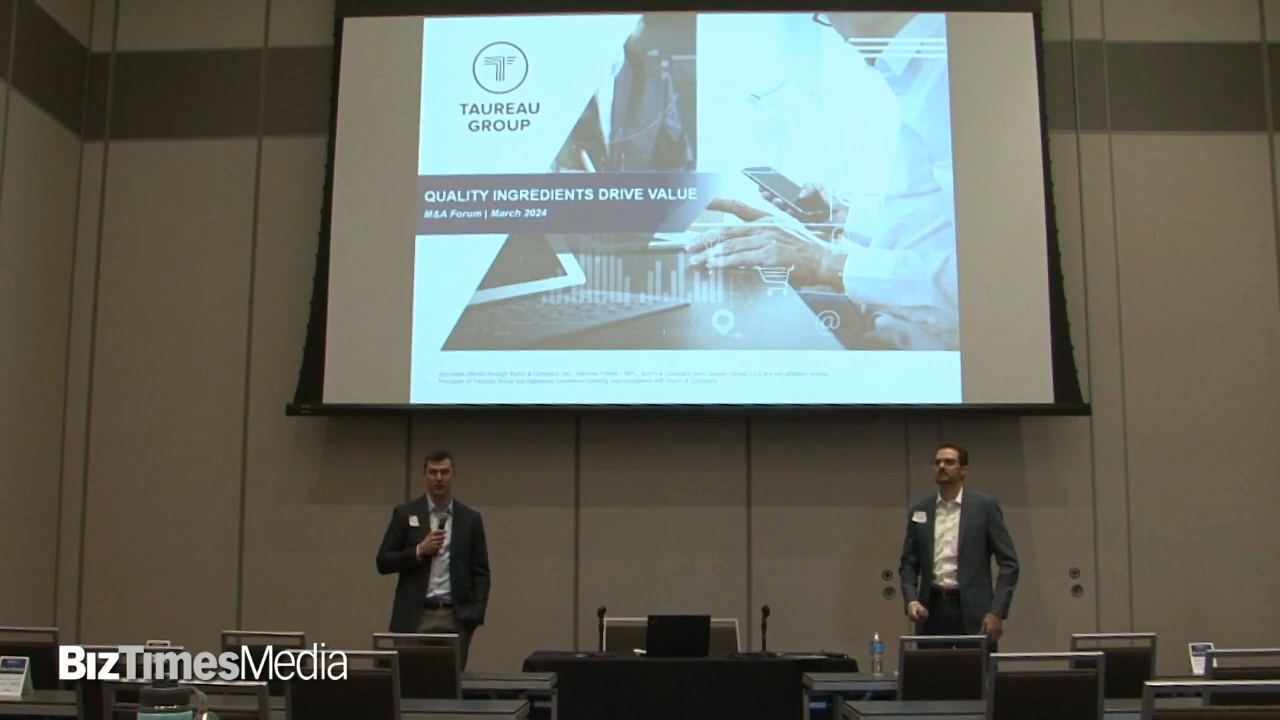 TAUREAU
GROUP
QUALITY INGREDIENTS DRIVE VALUE
M&A Forum | March 2024
BizTimesMedia